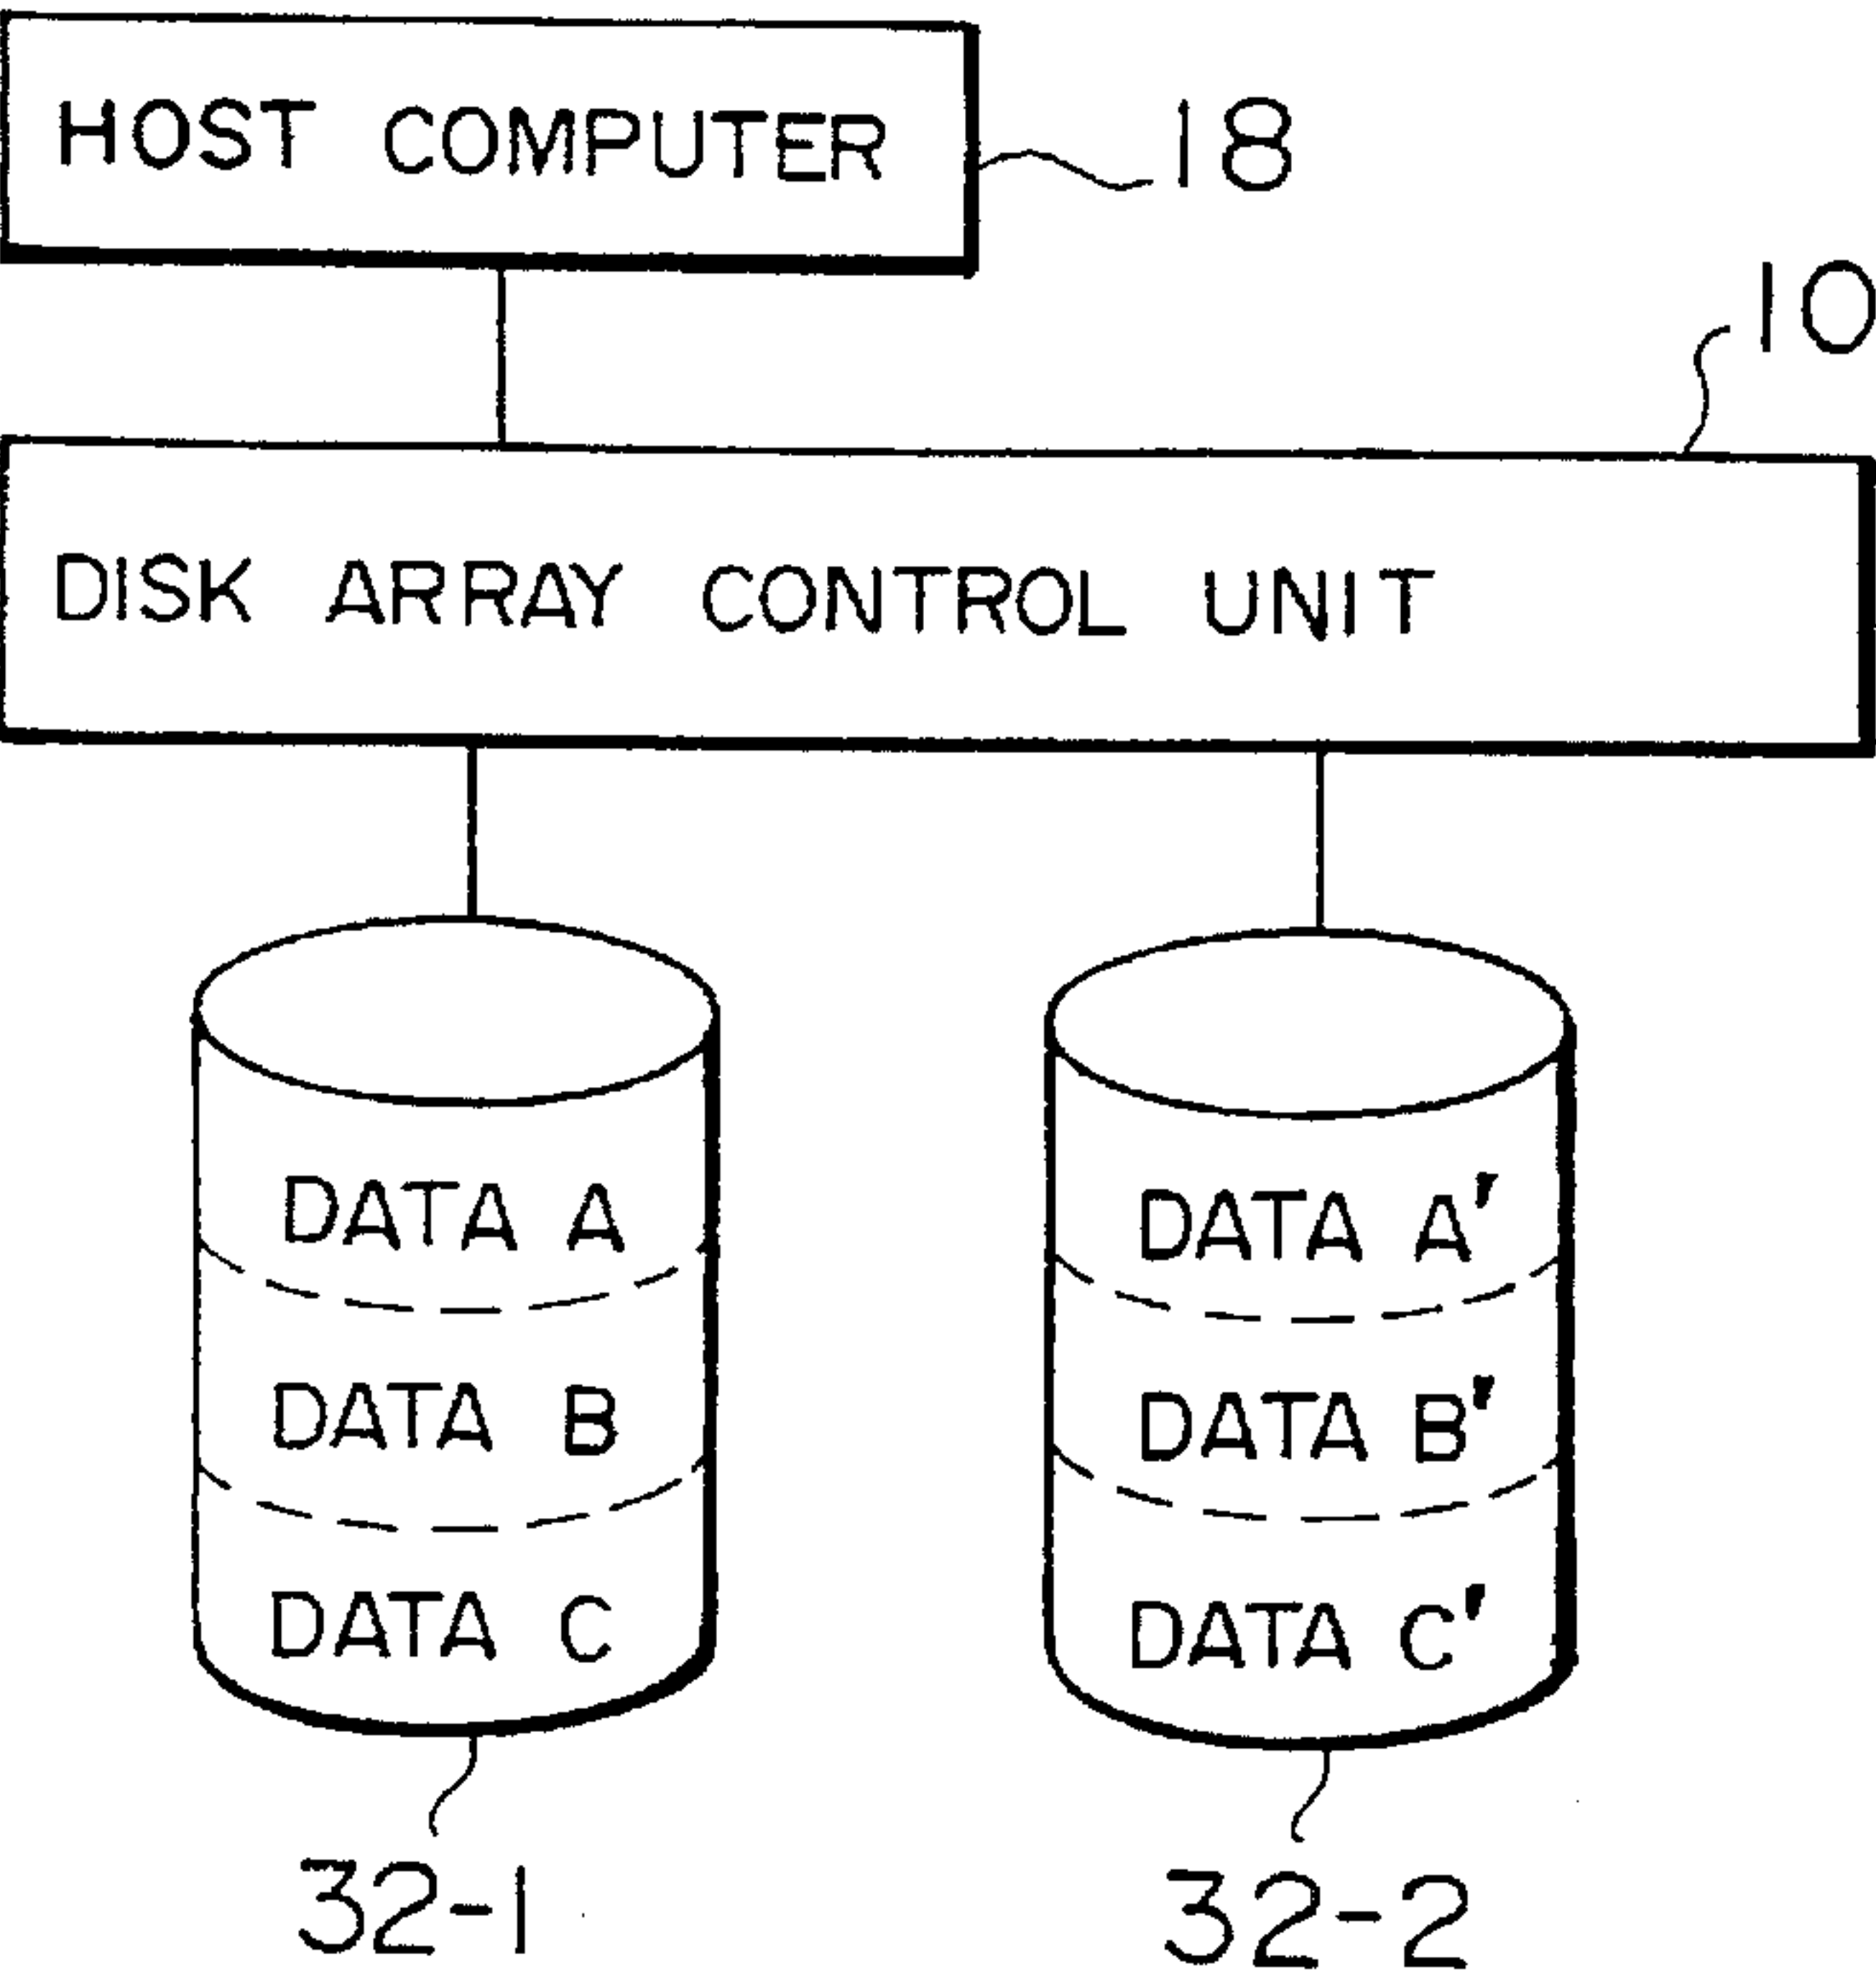 HOST COMPUTER
18
10
DISK ARRAY CONTROL UNIT
DATA A
DATA A'
DATA B
DATA B'
DATA C
DATA C'
32-1
32-2